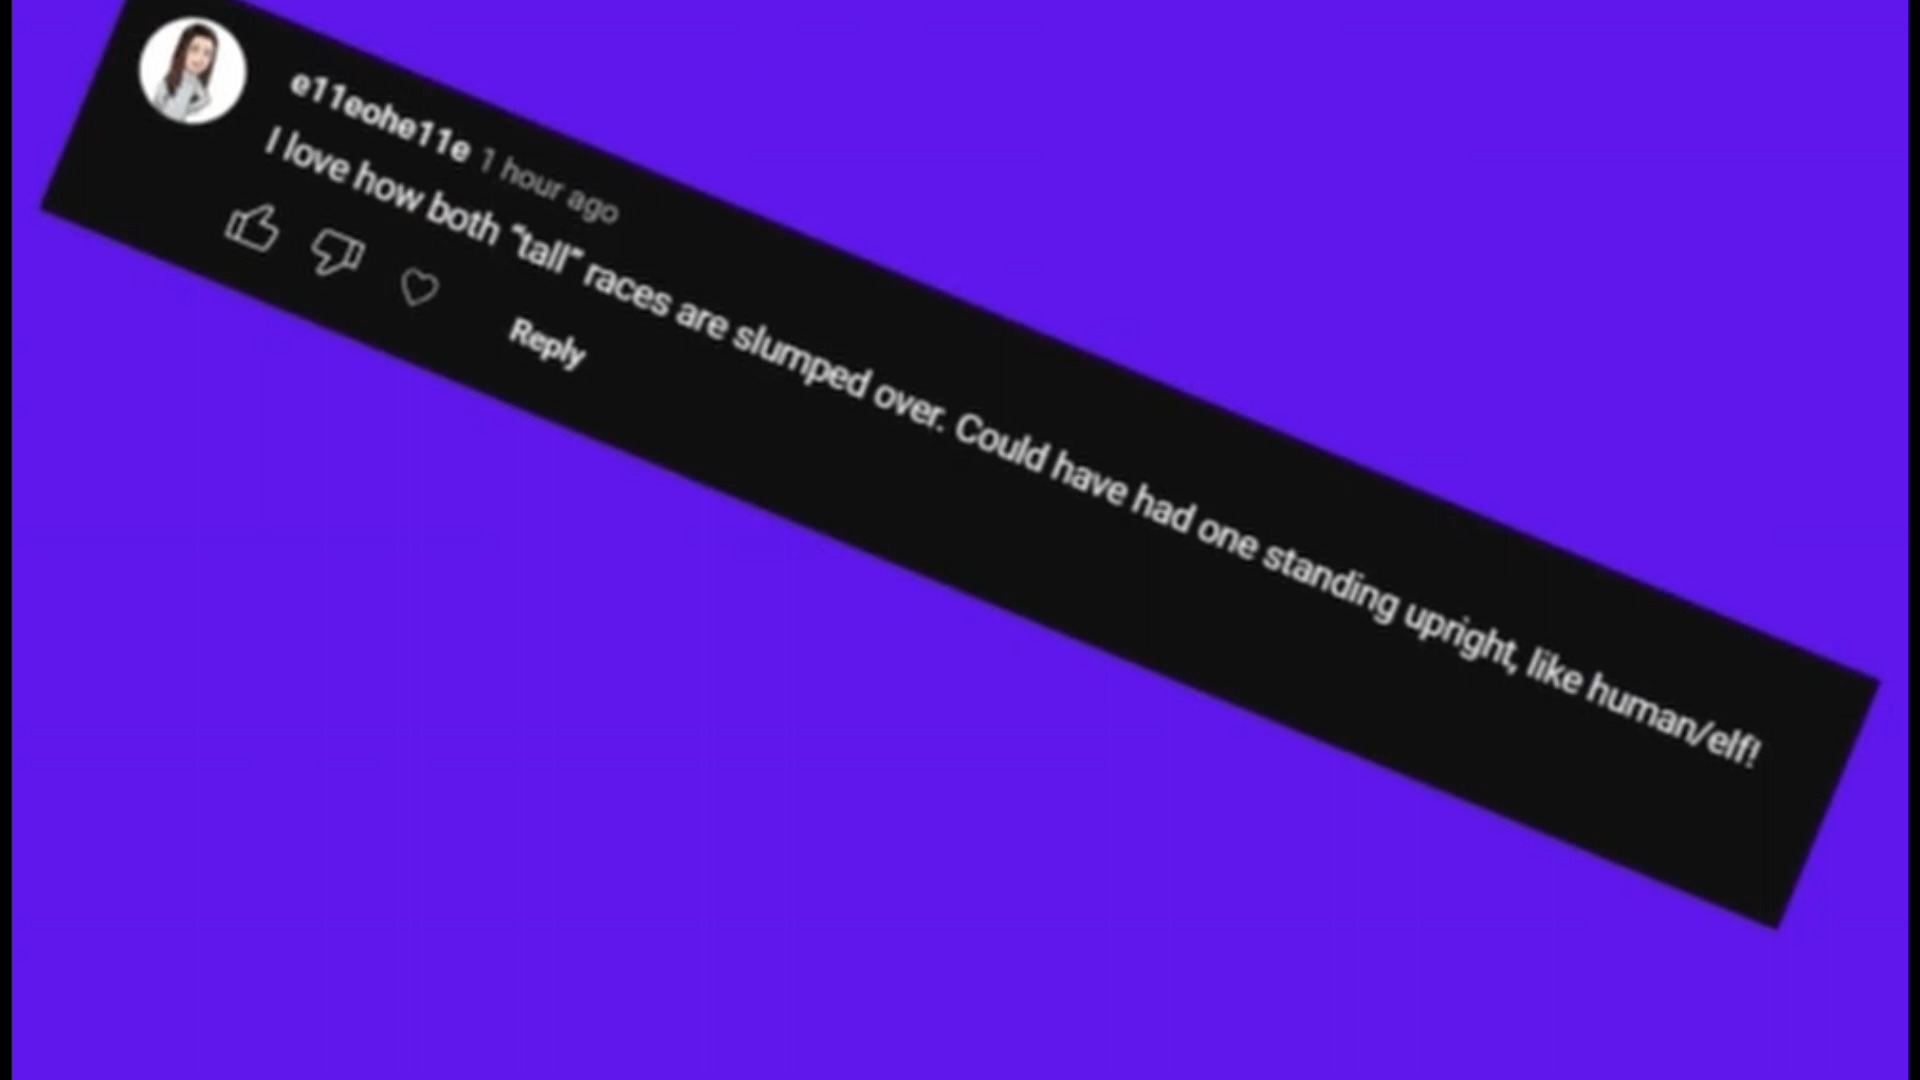 e11eohe11e 1 hour ago
I love how both “tall” races are slumped over. Could have had one standing upright, like human/elf!
Reply